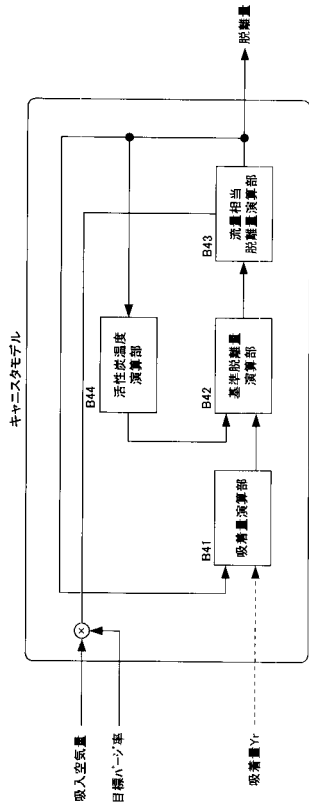 キャニスタモデル
吸入空気量
×
目標パージ率
吸着量Yr
B41
吸着量演算部
B42
基準脱離量
演算部
B43
流量相当
脱離量演算部
B44
活性炭温度
演算部
脱離量